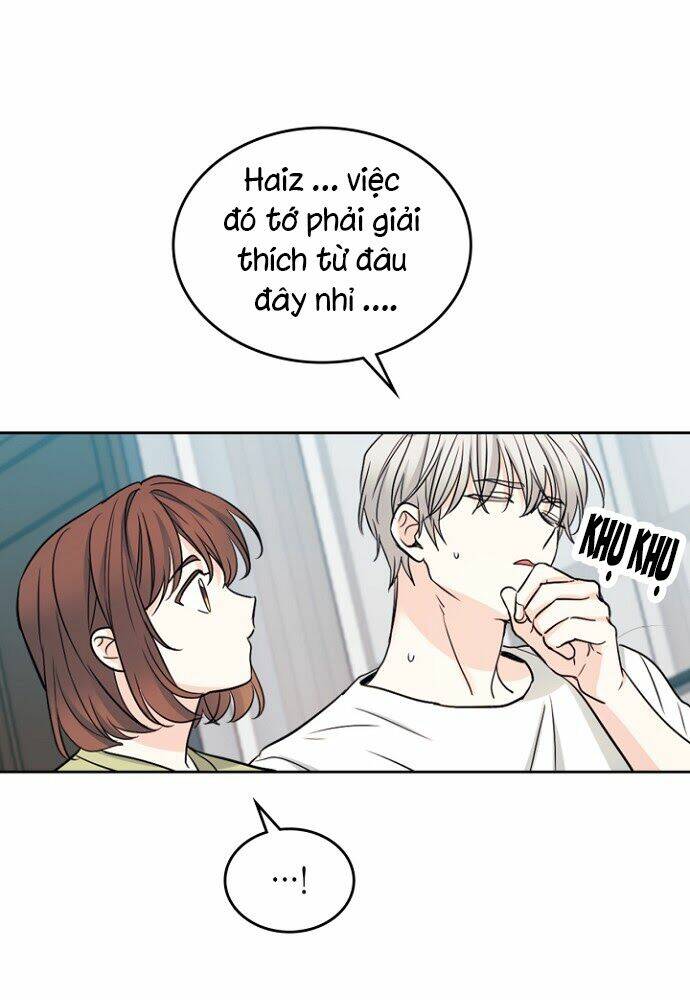 Haiz ... việc
đó tớ phải giải
thích từ đâu
đây nhỉ ....
KHỤ KHỤ
...!